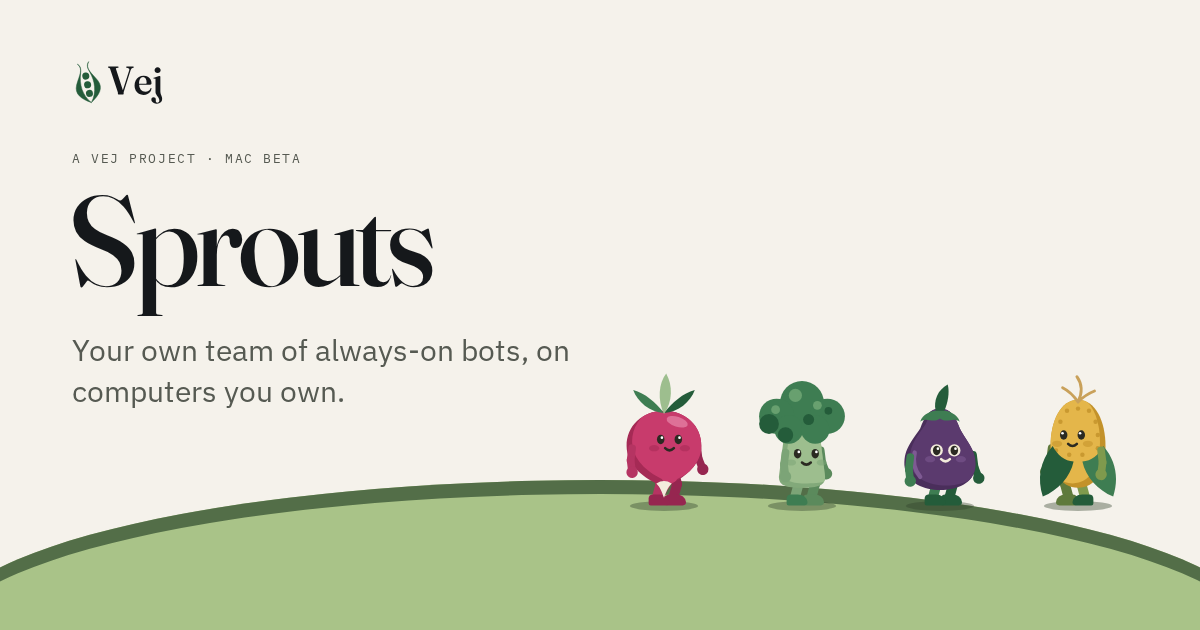 Vej
A VEJ PROJECT · MAC BETA
Sprouts
Your own team of always-on bots, on
computers you own.